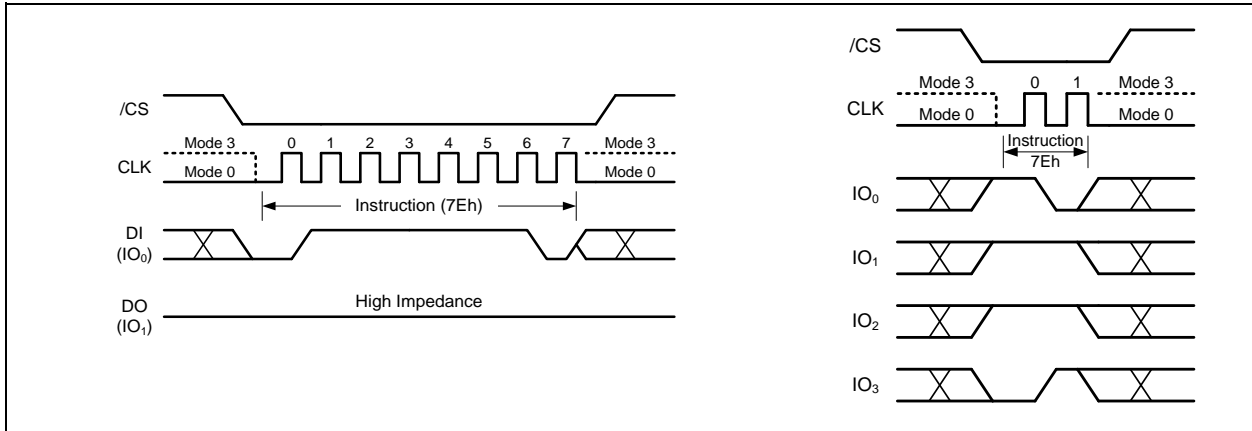 /CS
Mode 3 0 1 2 3 4 5 6 7 Mode 3
CLK
Mode 0 Mode 0
Instruction (7Eh)
DI
(IO₀)
High Impedance
DO
(IO₁)
/CS
Mode 3 0 1 Mode 3
CLK
Mode 0 Mode 0
Instruction
7Eh
IO₀
IO₁
IO₂
IO₃